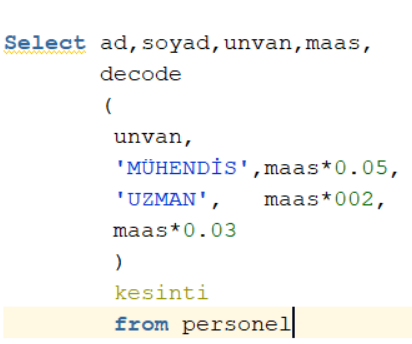 Select ad,soyad,unvan,maas,
decode
(
unvan,
'MÜHENDİS',maas*0.05,
'UZMAN',   maas*002,
maas*0.03
)
kesinti
from personel